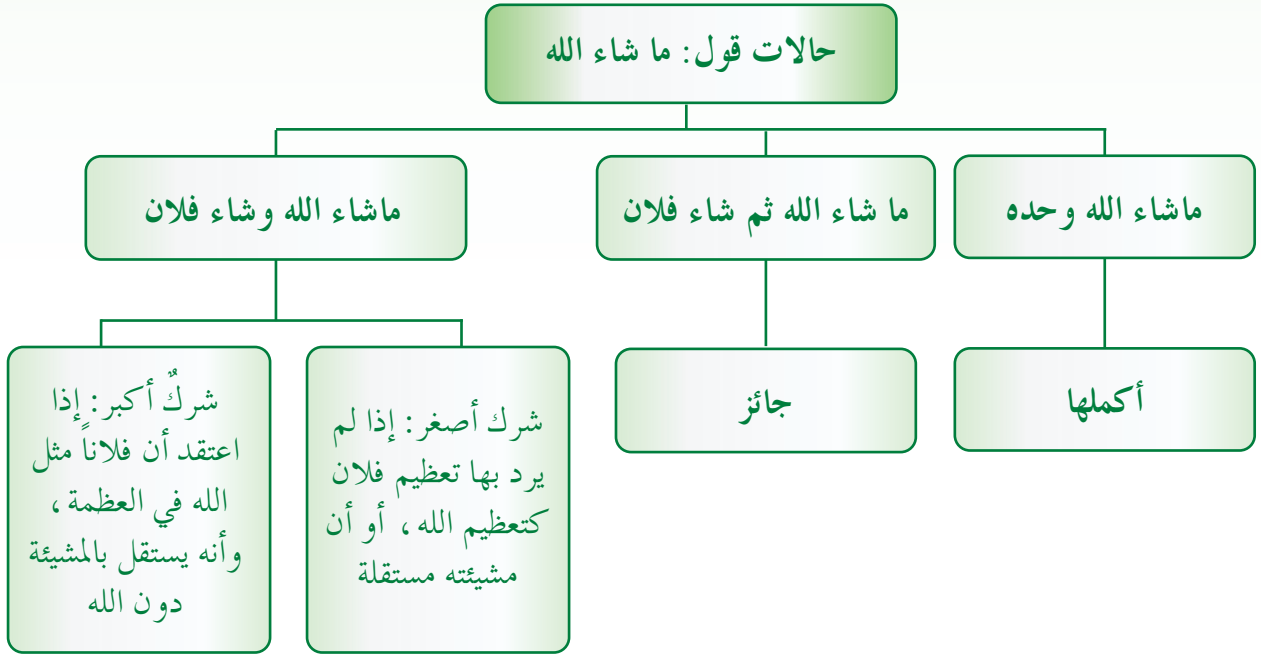 حالات قول: ما شاء الله
ماشاء الله وحده
ما شاء الله ثم شاء فلان
ماشاء الله وشاء فلان
أكملها
جائز
شرك أصغر: إذا لم
يرد بها تعظيم فلان
كتعظيم الله، أو أن
مشيئته مستقلة
شركٌ أكبر: إذا
اعتقد أن فلاناً مثل
الله في العظمة،
وأنه يستقل بالمشيئة
دون الله